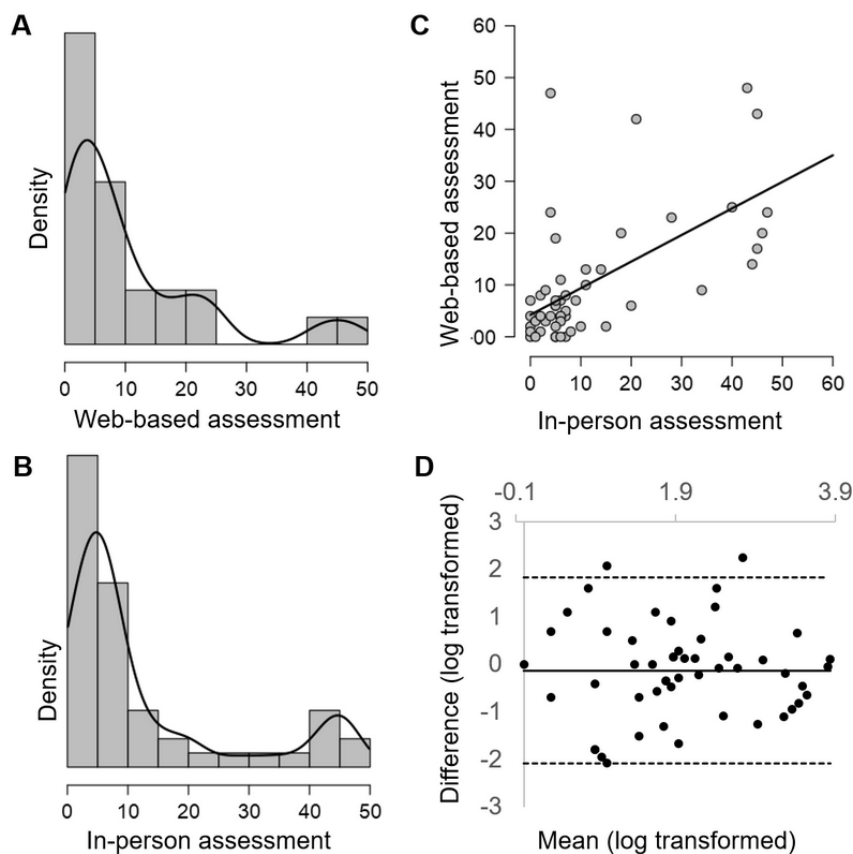 A
Density
0 10 20 30 40 50
Web-based assessment
B
Density
0 10 20 30 40 50
In-person assessment
C
Web-based assessment
60
50
40
30
20
10
.00
0 10 20 30 40 50 60
In-person assessment
D
-0.1 1.9 3.9
Difference (log transformed)
3
2
1
0
-1
-2
-3
Mean (log transformed)